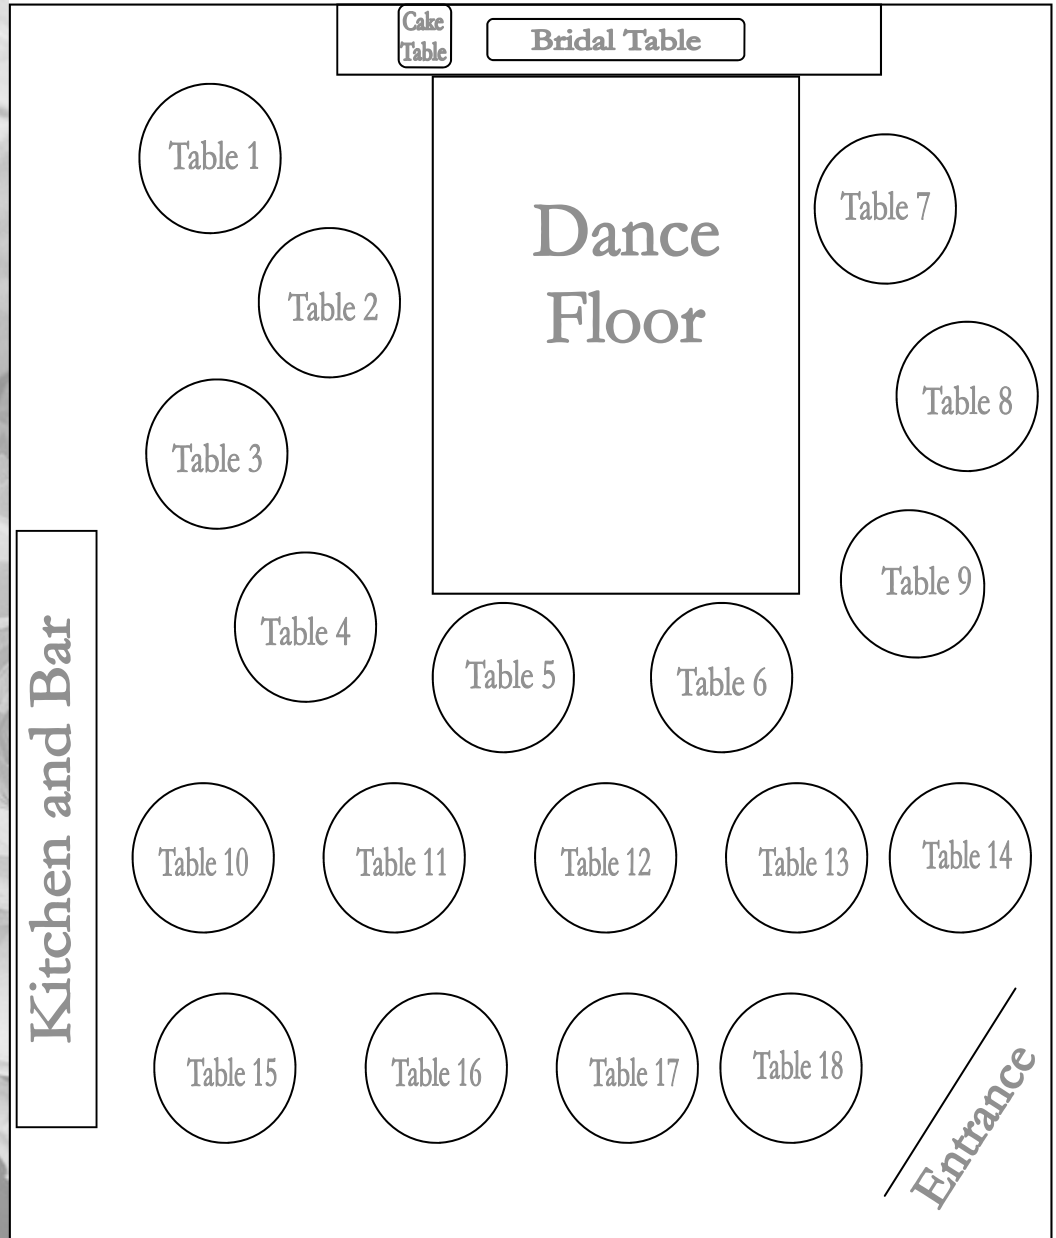 Cake
Table
Bridal Table
Table 1
Dance
Floor
Table 7
Table 2
Table 8
Table 3
Table 9
Table 4
Table 5
Table 6
Kitchen and Bar
Table 10
Table 11
Table 12
Table 13
Table 14
Table 15
Table 16
Table 17
Table 18
Entrance